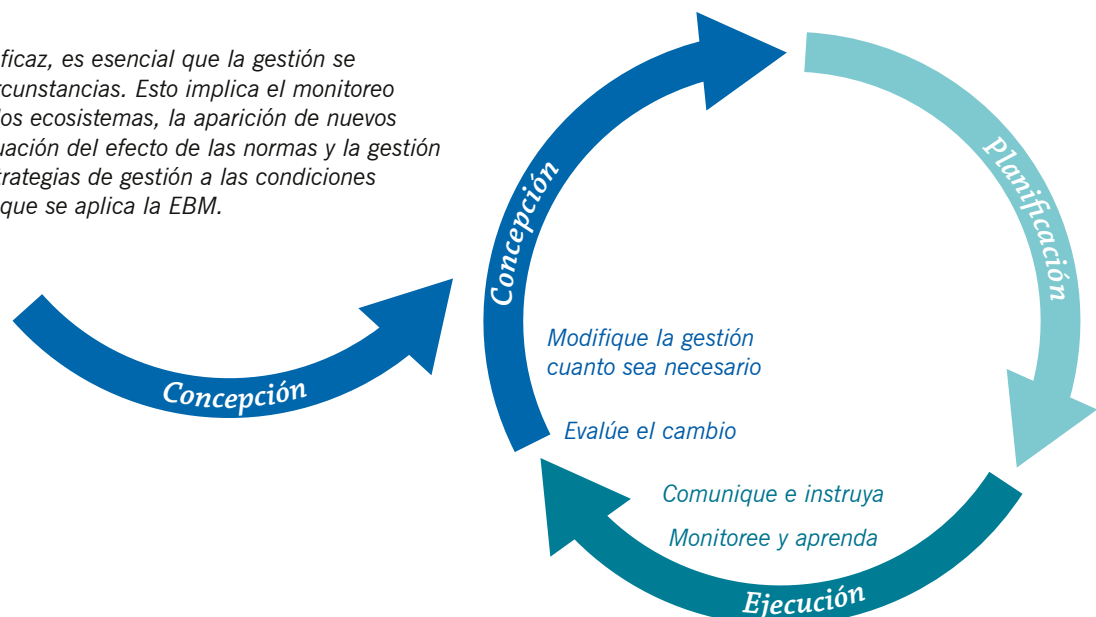 ficaz, es esencial que la gestión se
rcunstancias. Esto implica el monitoreo
los ecosistemas, la aparición de nuevos
uación del efecto de las normas y la gestión
trategias de gestión a las condiciones
que se aplica la EBM.
Concepción
Concepción
Planificación
Modifique la gestión
cuanto sea necesario
Evalúe el cambio
Comunique e instruya
Monitoree y aprenda
Ejecución